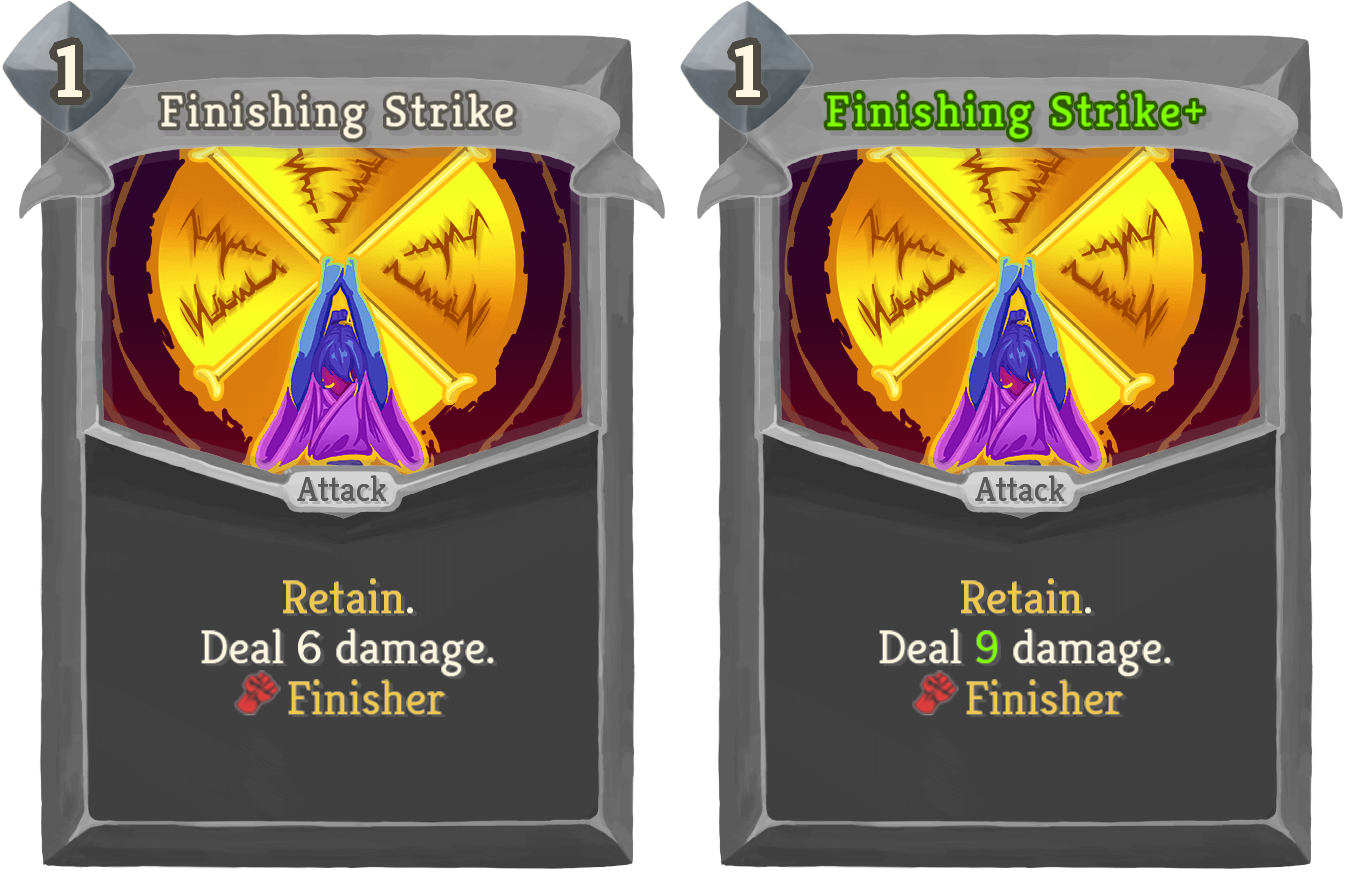 1
Finishing Strike
Attack
Retain.
Deal 6 damage.
Finisher
1
Finishing Strike+
Attack
Retain.
Deal 9 damage.
Finisher